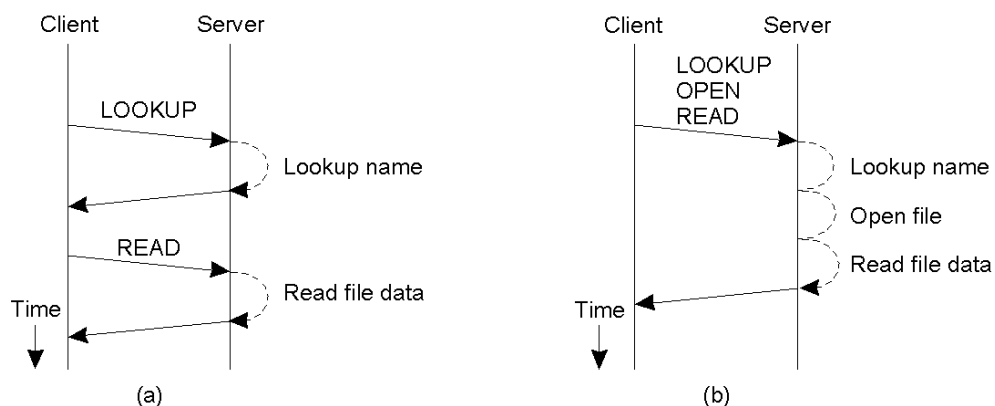 Client
Server
LOOKUP
Lookup name
READ
Read file data
Time
(a)
Client
Server
LOOKUP
OPEN
READ
Lookup name
Open file
Read file data
Time
(b)